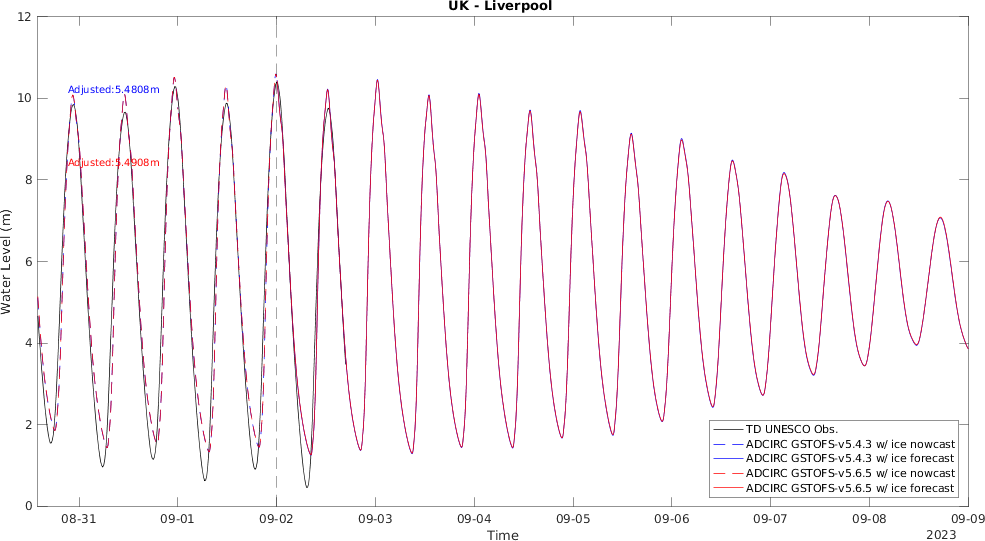 UK - Liverpool
12
10
8
6
4
2
0
Water Level (m)
Adjusted:5.4808m
Adjusted:5.4908m
TD UNESCO Obs.
ADCIRC GSTOFS-v5.4.3 w/ ice nowcast
ADCIRC GSTOFS-v5.4.3 w/ ice forecast
ADCIRC GSTOFS-v5.6.5 w/ ice nowcast
ADCIRC GSTOFS-v5.6.5 w/ ice forecast
08-31 09-01 09-02 09-03 09-04 09-05 09-06 09-07 09-08 09-09
Time
2023